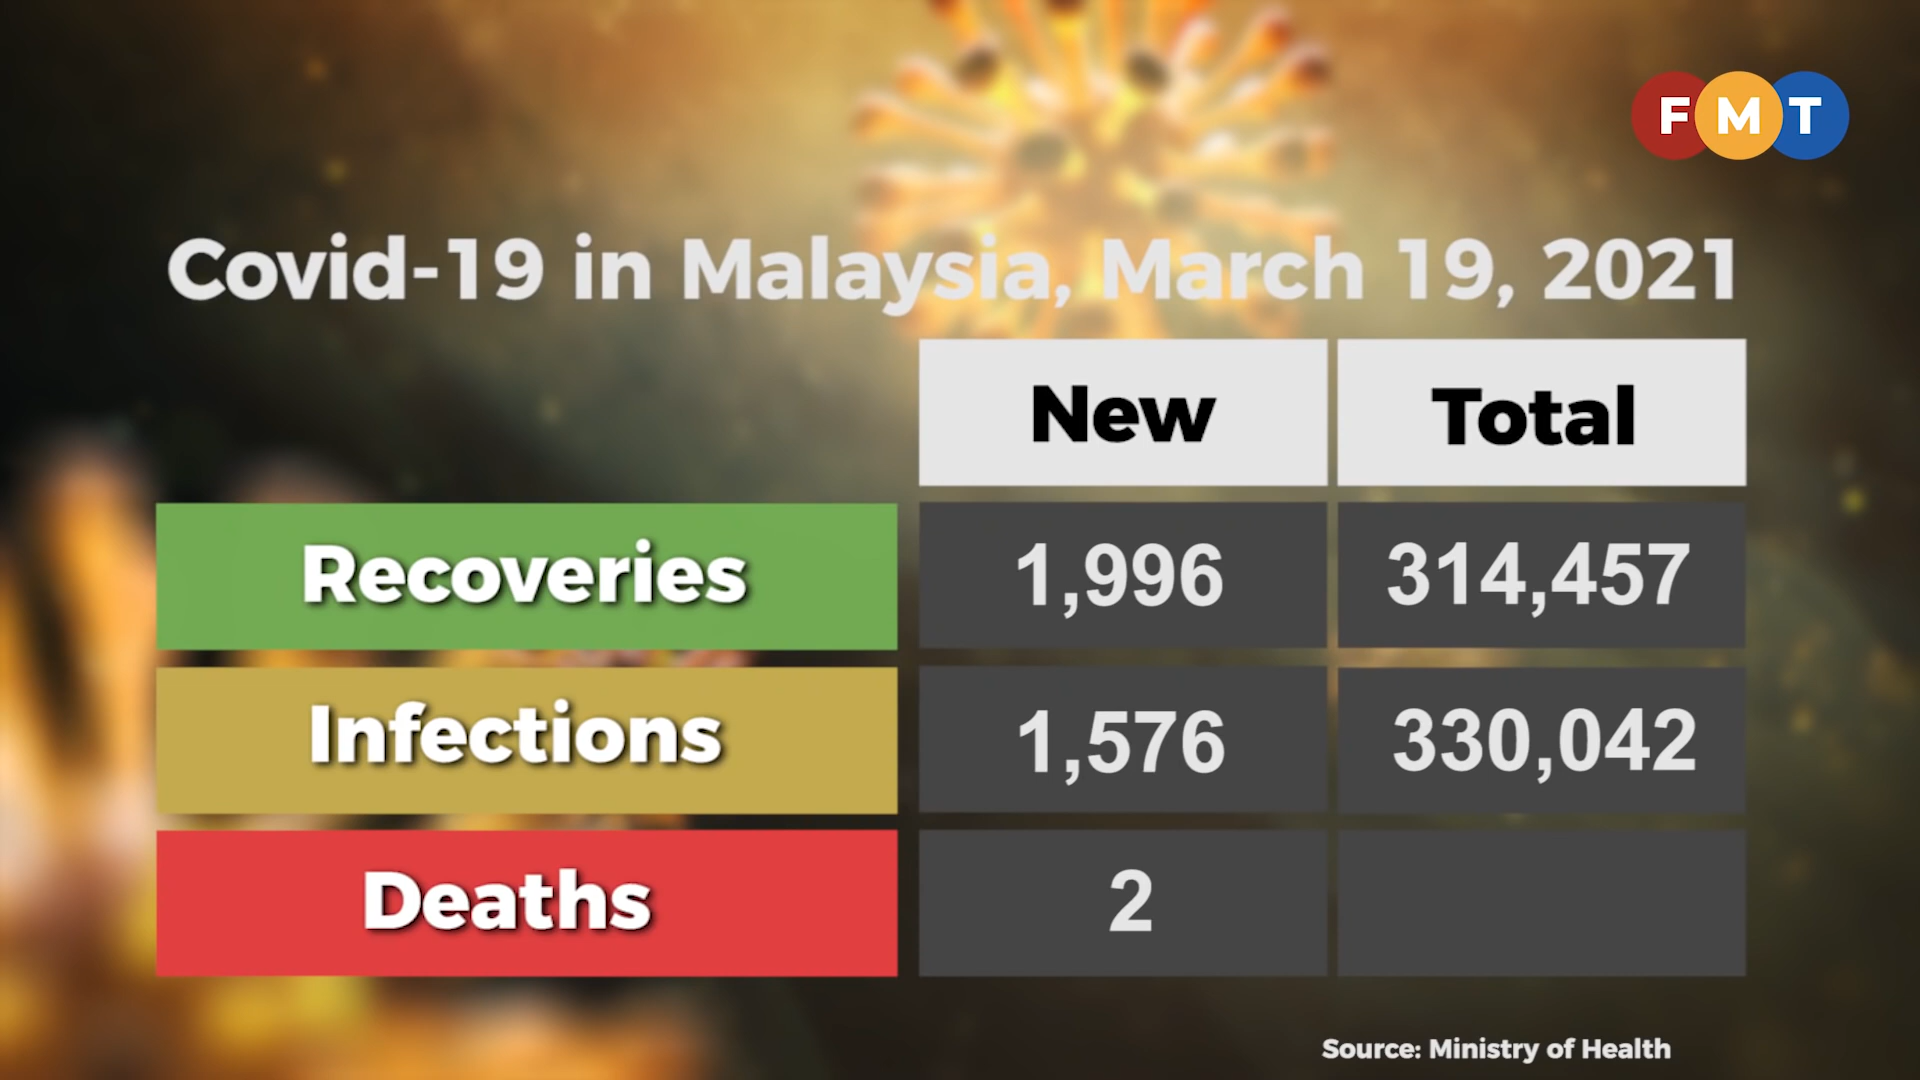 FMT
Covid-19 in Malaysia, March 19, 2021
New Total
Recoveries 1,996 314,457
Infections 1,576 330,042
Deaths 2
Source: Ministry of Health